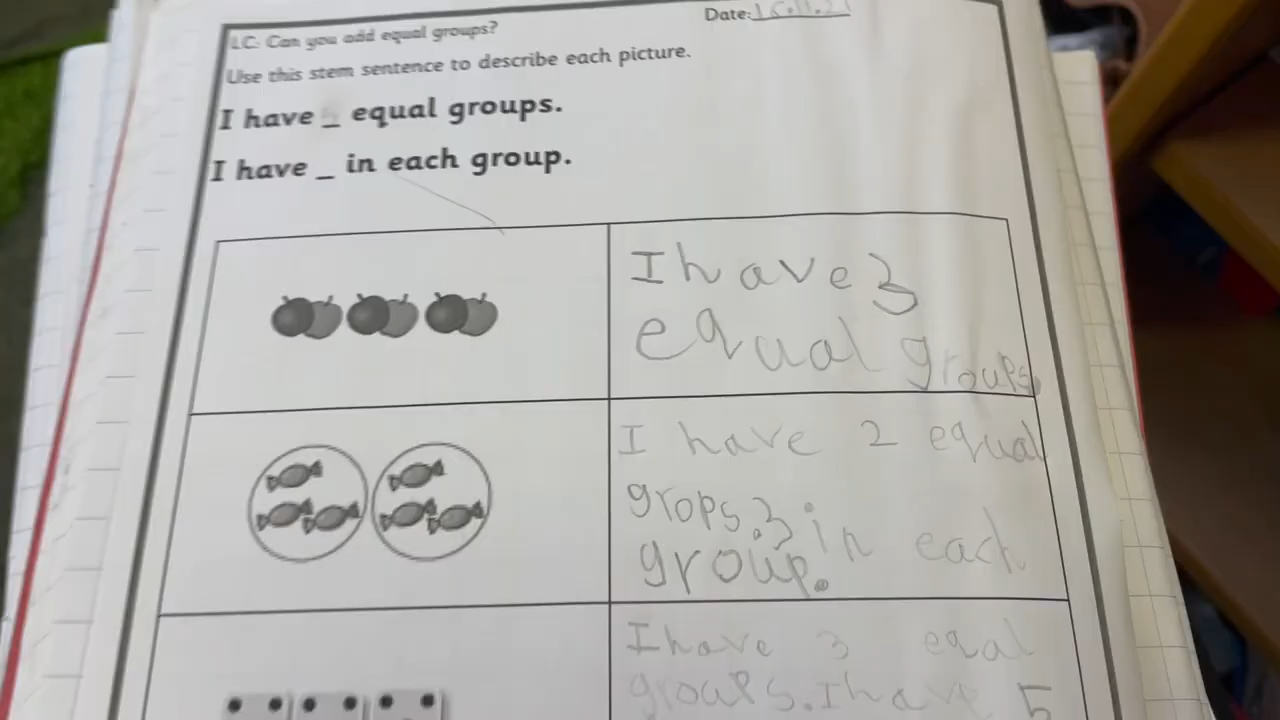 LC: Can you add equal groups?
Date:
Use this stem sentence to describe each picture.
I have _ equal groups.
I have _ in each group.
I have 3
equal groups.
I have 2 equal
grops. 3 in each
group.
I have 3 eqal
groups. I have 5